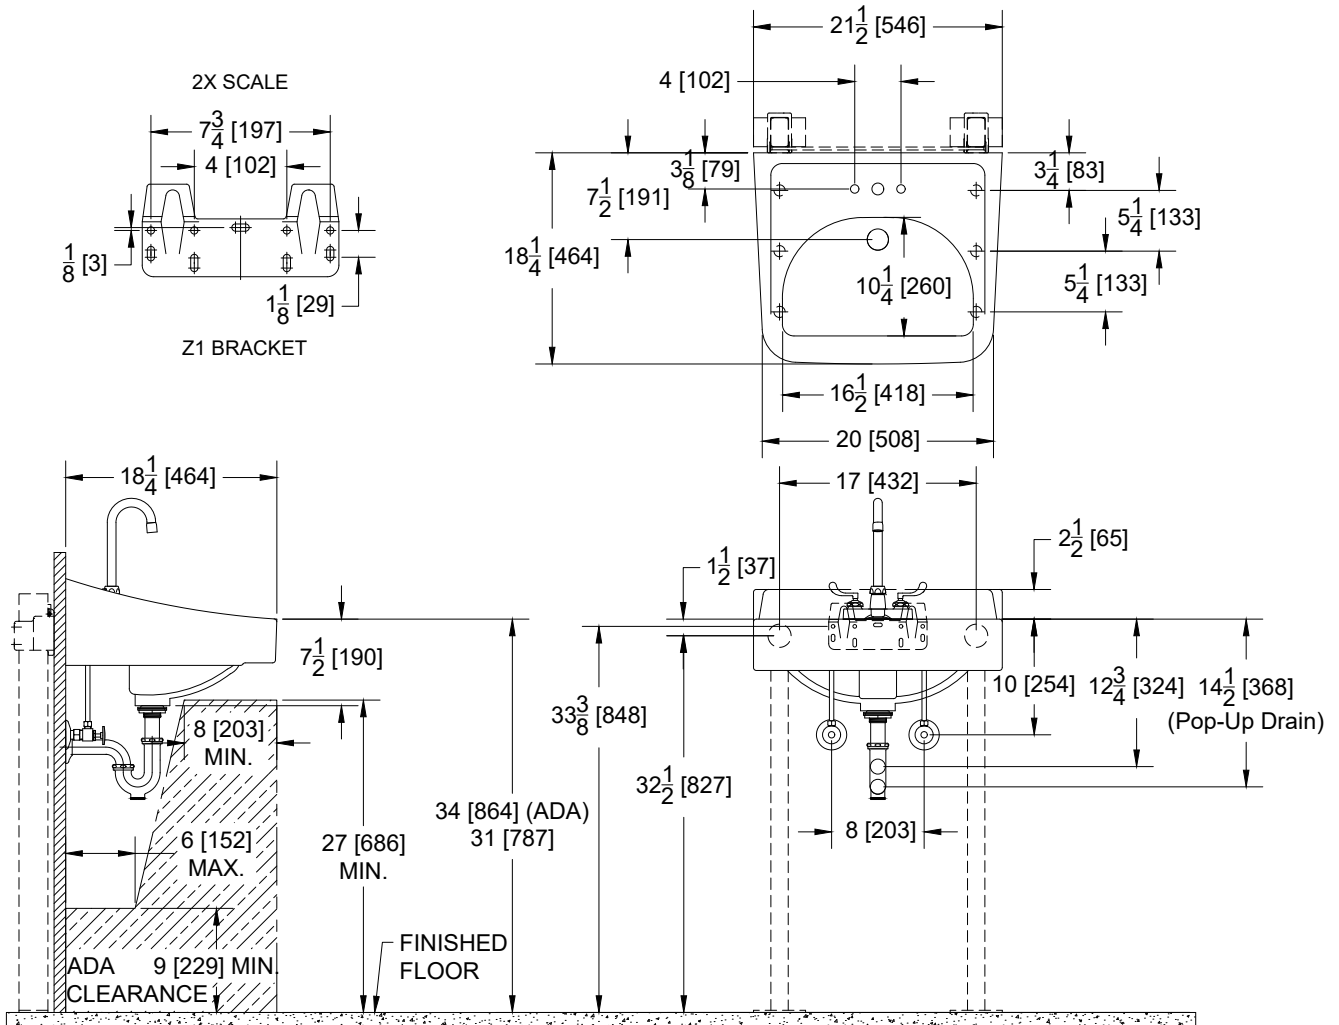 2X SCALE
7 3/4 [197]
4 [102]
1/8 [3]
1 1/8 [29]
Z1 BRACKET
21 1/2 [546]
4 [102]
3 1/8 [79]
7 1/2 [191]
18 1/4 [464]
3 1/4 [83]
5 1/4 [133]
5 1/4 [133]
10 1/4 [260]
16 1/2 [418]
20 [508]
18 1/4 [464]
7 1/2 [190]
8 [203]
MIN.
6 [152]
MAX.
27 [686]
MIN.
ADA
CLEARANCE
9 [229] MIN.
FINISHED
FLOOR
34 [864] (ADA)
31 [787]
17 [432]
2 1/2 [65]
1 1/2 [37]
33 3/8 [848]
32 1/2 [827]
10 [254]
12 3/4 [324]
14 1/2 [368]
(Pop-Up Drain)
8 [203]